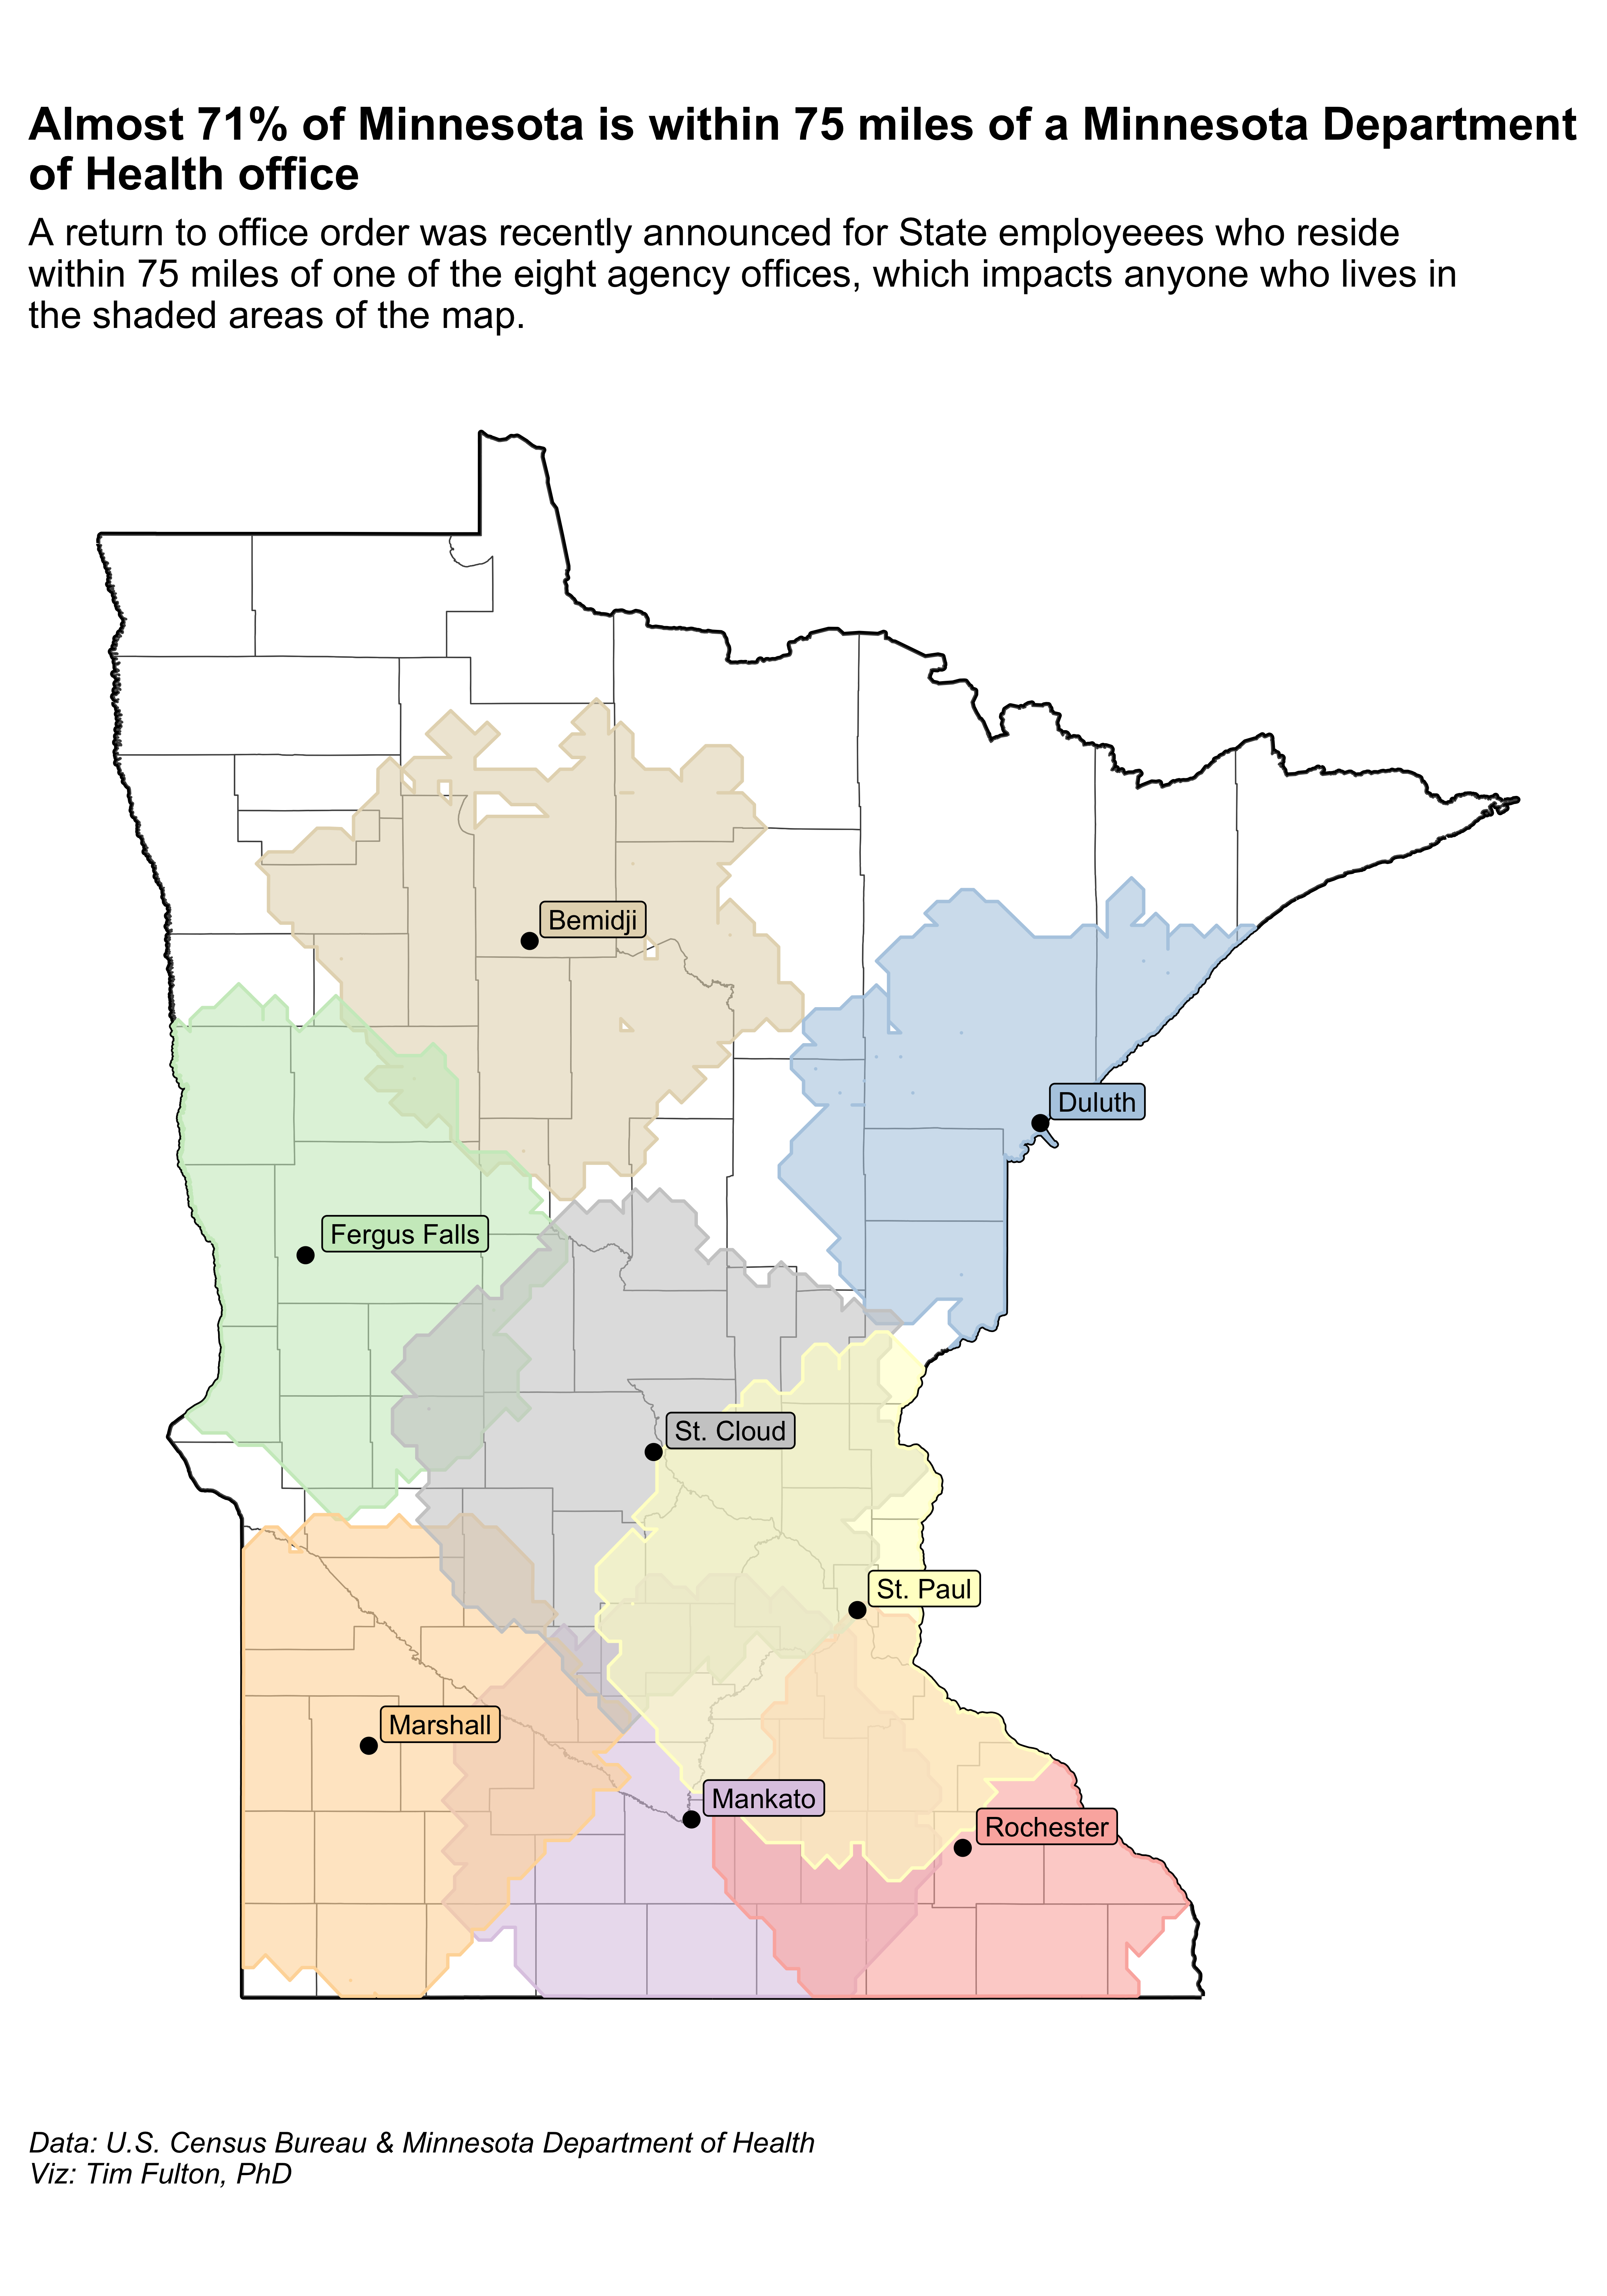 Almost 71% of Minnesota is within 75 miles of a Minnesota Department
of Health office
A return to office order was recently announced for State employeees who reside
within 75 miles of one of the eight agency offices, which impacts anyone who lives in
the shaded areas of the map.
Bemidji
Duluth
Fergus Falls
St. Cloud
St. Paul
Marshall
Mankato
Rochester
Data: U.S. Census Bureau & Minnesota Department of Health
Viz: Tim Fulton, PhD